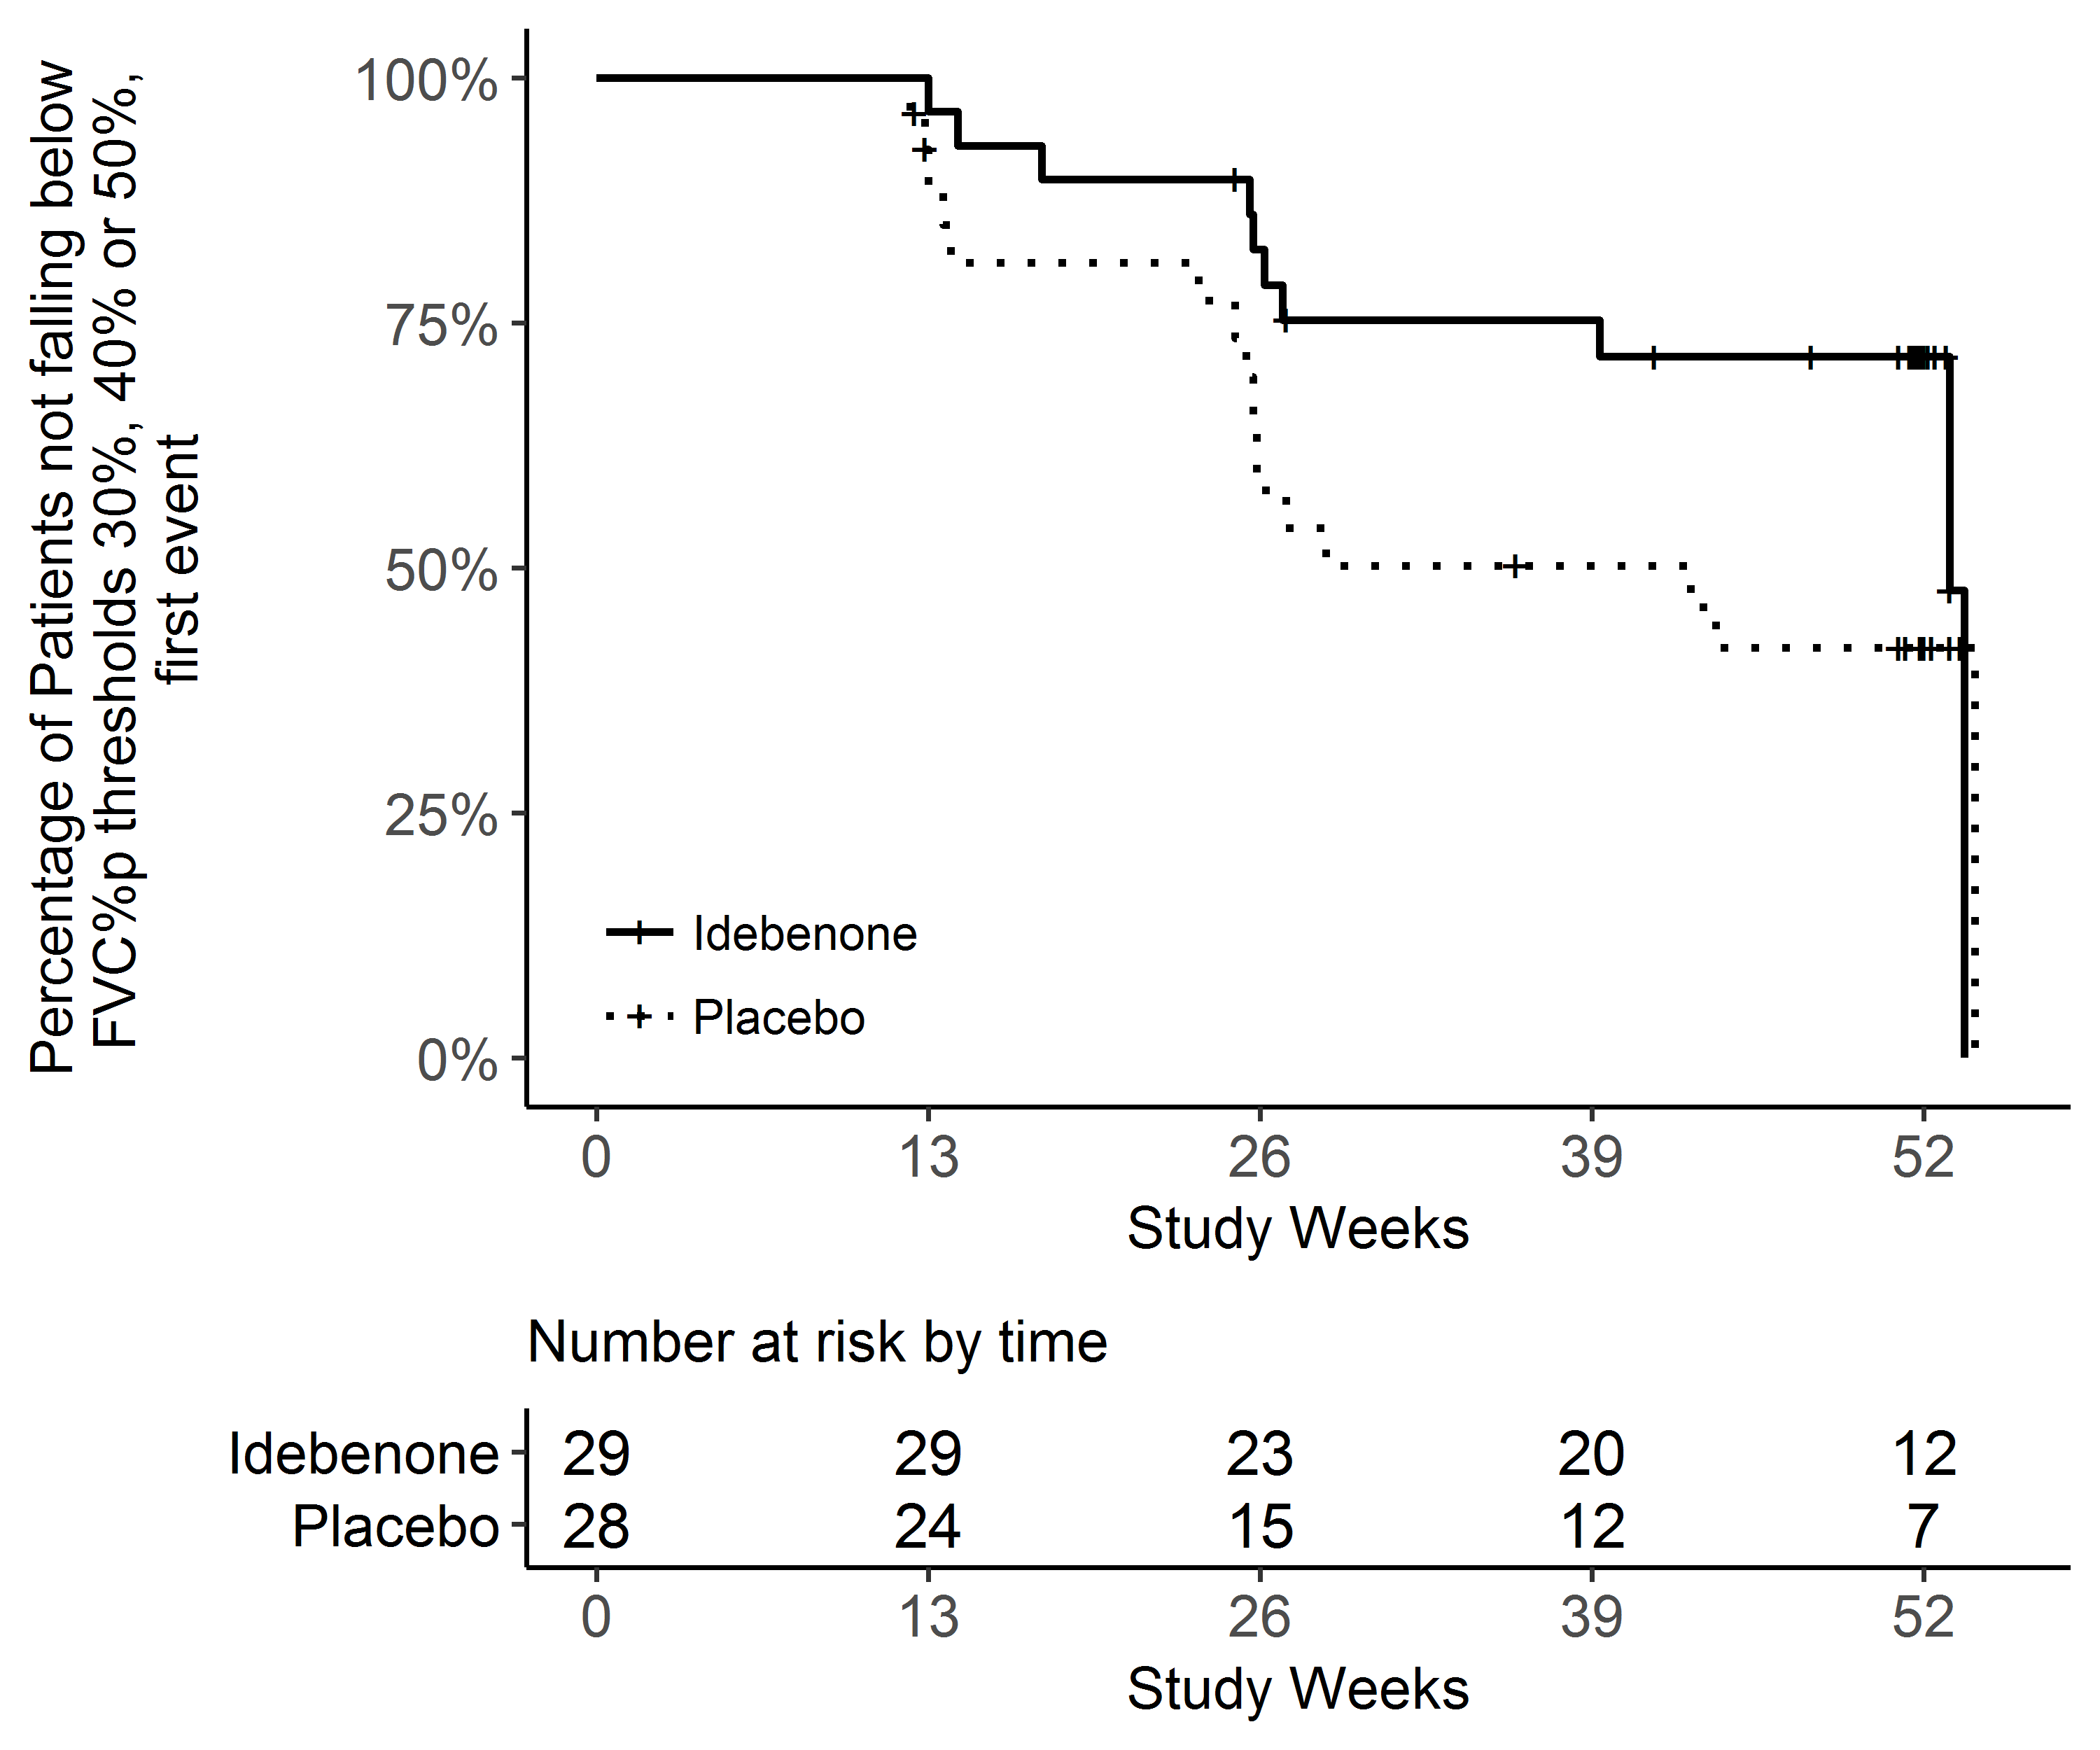 Percentage of Patients not falling below
FVC%p thresholds 30%, 40% or 50%,
first event
100%
75%
50%
25%
0%
Idebenone
Placebo
0 13 26 39 52
Study Weeks
Number at risk by time
Idebenone 29 29 23 20 12
Placebo 28 24 15 12 7
0 13 26 39 52
Study Weeks